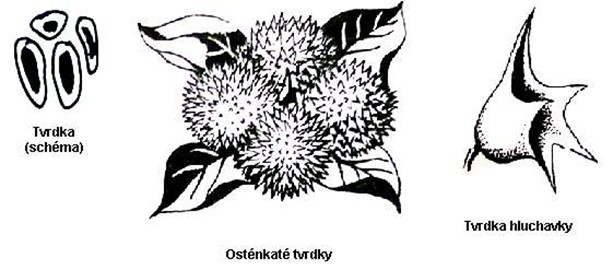 Tvrdka
(schéma)
Osténkaté tvrdky
Tvrdka hluchavky